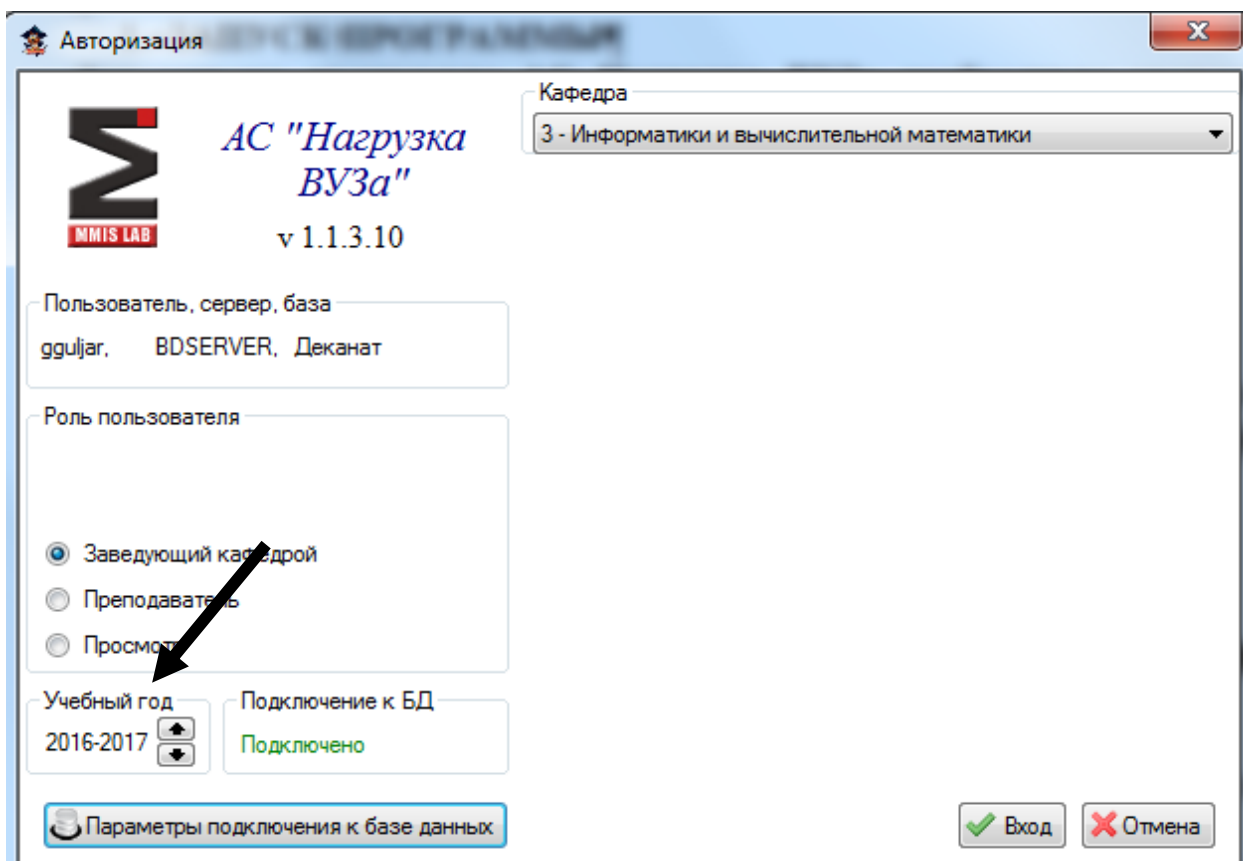 Авторизация
АС "Нагрузка
ВУЗа"
v 1.1.3.10
MMIS LAB
Пользователь, сервер, база
gguljar, BDSERVER, Деканат
Роль пользователя
Заведующий кафедрой
Преподаватель
Просмотр
Учебный год
2016-2017
Подключение к БД
Подключено
Параметры подключения к базе данных
Кафедра
3 - Информатики и вычислительной математики
Вход
Отмена